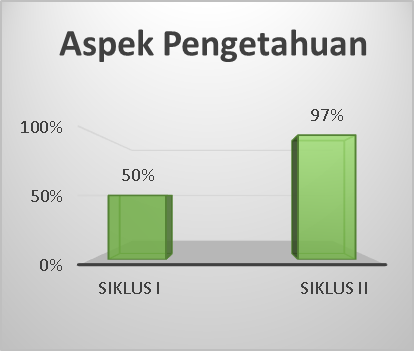 Aspek Pengetahuan
97%
100%
50%
50%
0%
SIKLUS I
SIKLUS II